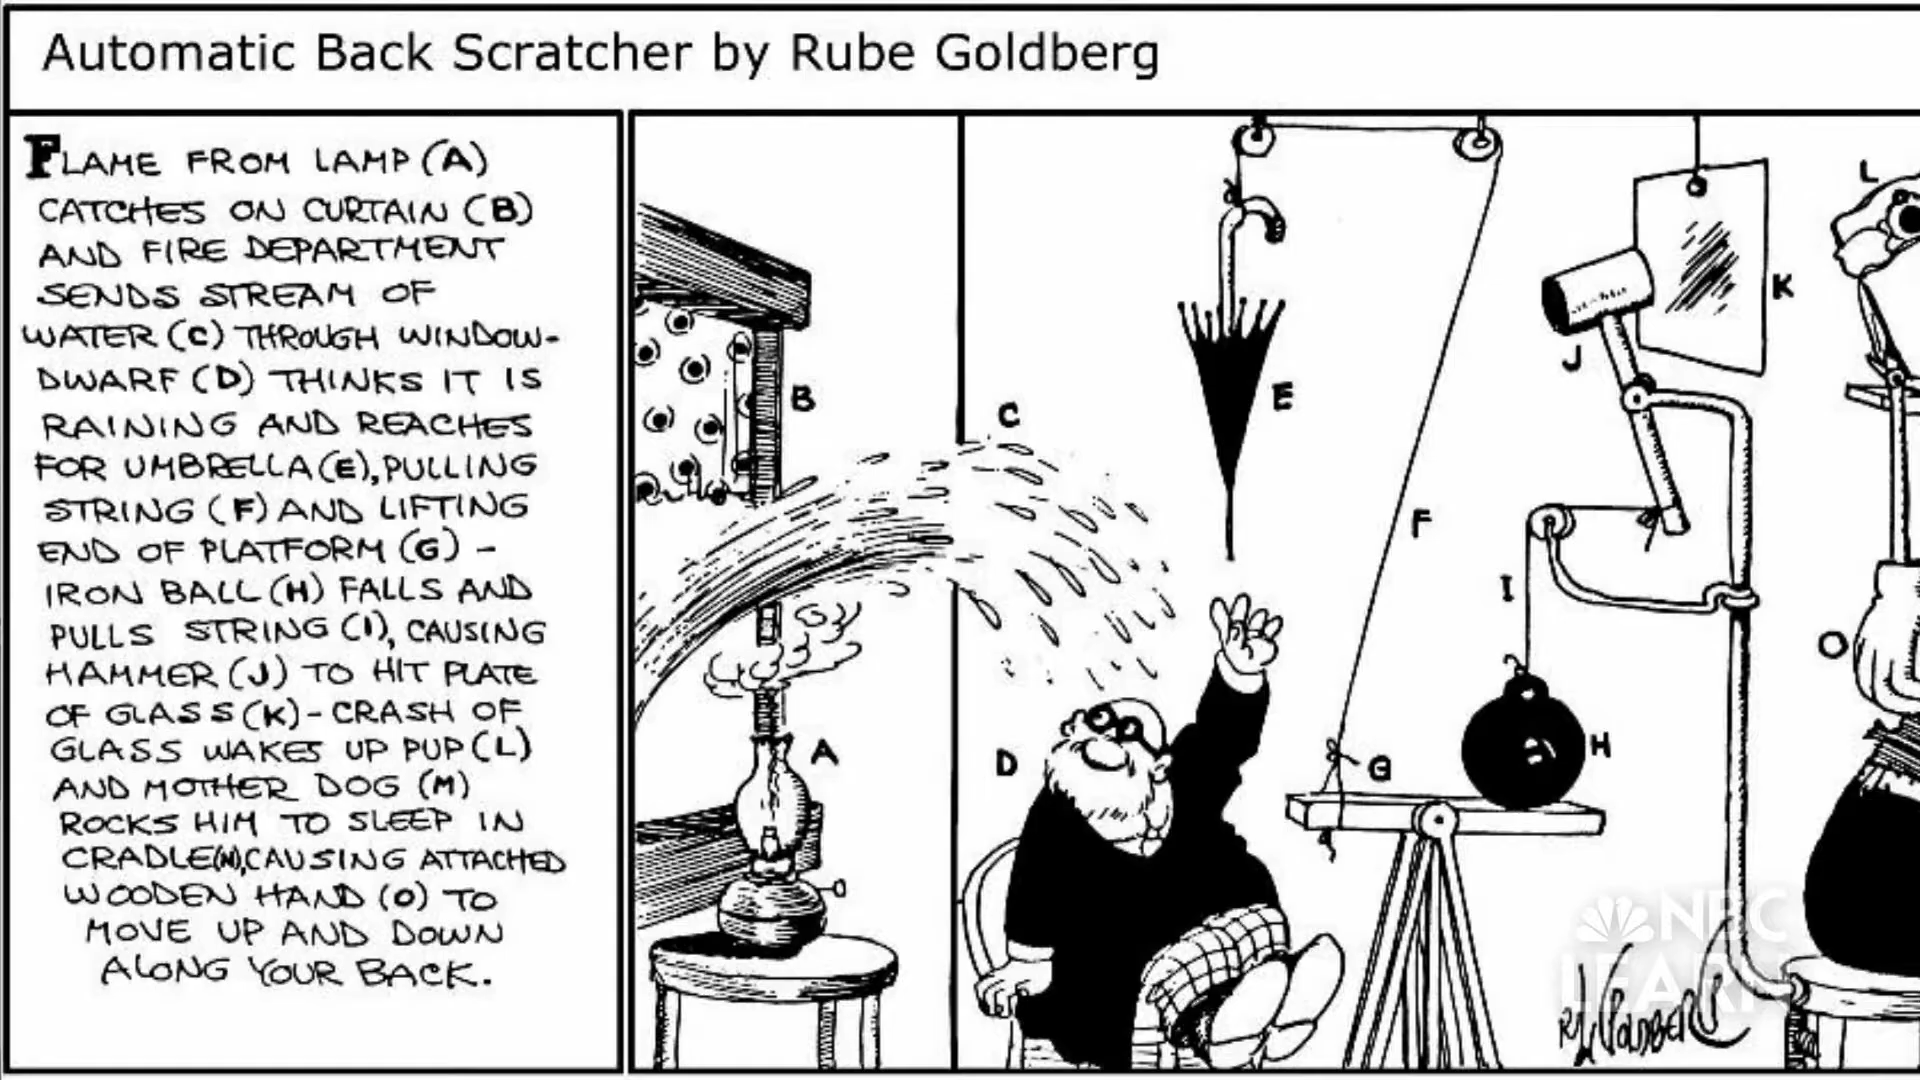 Automatic Back Scratcher by Rube Goldberg
FLAME FROM LAMP (A)
CATCHES ON CURTAIN (B)
AND FIRE DEPARTMENT
SENDS STREAM OF
WATER (C) THROUGH WINDOW-
DWARF (D) THINKS IT IS
RAINING AND REACHES
FOR UMBRELLA (E), PULLING
STRING (F) AND LIFTING
END OF PLATFORM (G) -
IRON BALL (H) FALLS AND
PULLS STRING (I), CAUSING
HAMMER (J) TO HIT PLATE
OF GLASS (K) - CRASH OF
GLASS WAKES UP PUP (L)
AND MOTHER DOG (M)
ROCKS HIM TO SLEEP IN
CRADLE (N), CAUSING ATTACHED
WOODEN HAND (O) TO
MOVE UP AND DOWN
ALONG YOUR BACK.
L
K
J
B
E
C
F
I
O
H
A
D
G
NBC
LEARN
RUBE GOLDBERG